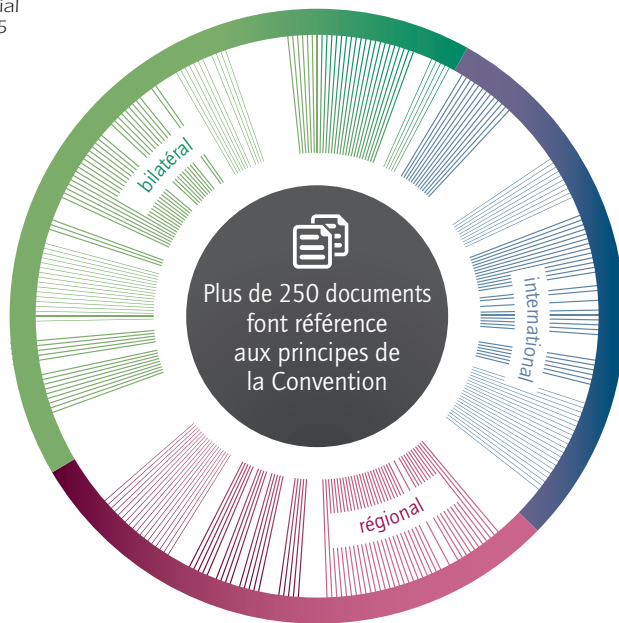 bilatéral
international
Plus de 250 documents
font référence
aux principes de
la Convention
régional